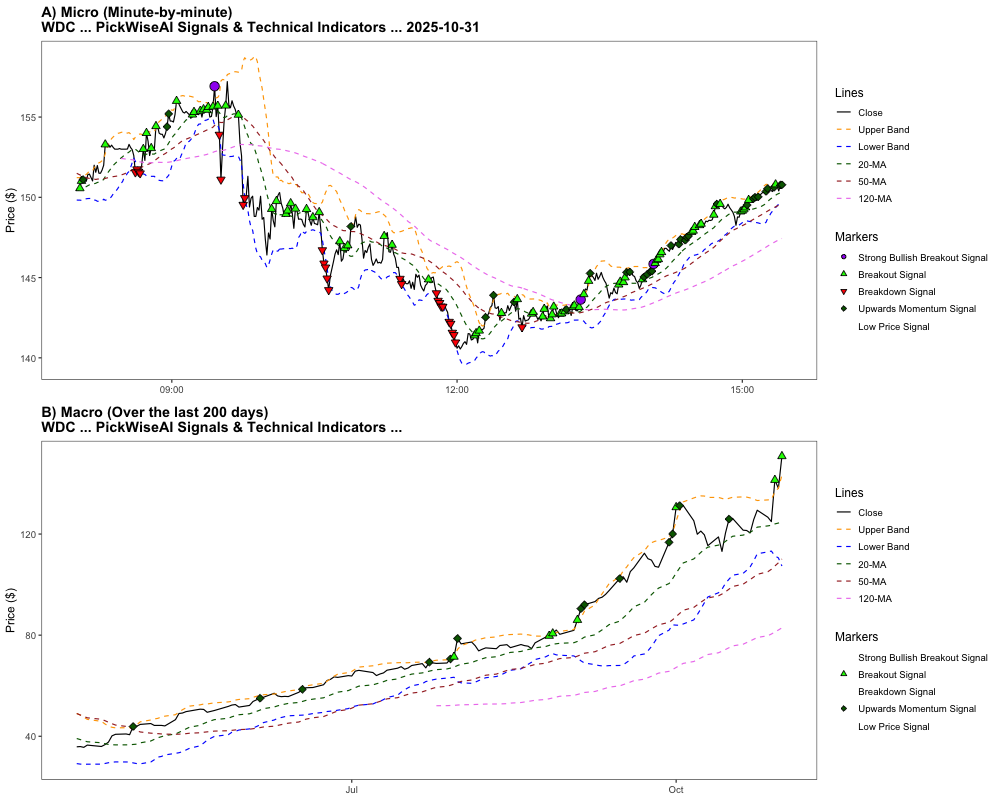 A) Micro (Minute-by-minute)
WDC ... PickWiseAI Signals & Technical Indicators ... 2025-10-31
Price ($)
155
150
145
140
09:00
12:00
15:00
Lines
Close
Upper Band
Lower Band
20-MA
50-MA
120-MA
Markers
Strong Bullish Breakout Signal
Breakout Signal
Breakdown Signal
Upwards Momentum Signal
Low Price Signal
B) Macro (Over the last 200 days)
WDC ... PickWiseAI Signals & Technical Indicators ...
Price ($)
120
80
40
Jul
Oct
Lines
Close
Upper Band
Lower Band
20-MA
50-MA
120-MA
Markers
Strong Bullish Breakout Signal
Breakout Signal
Breakdown Signal
Upwards Momentum Signal
Low Price Signal